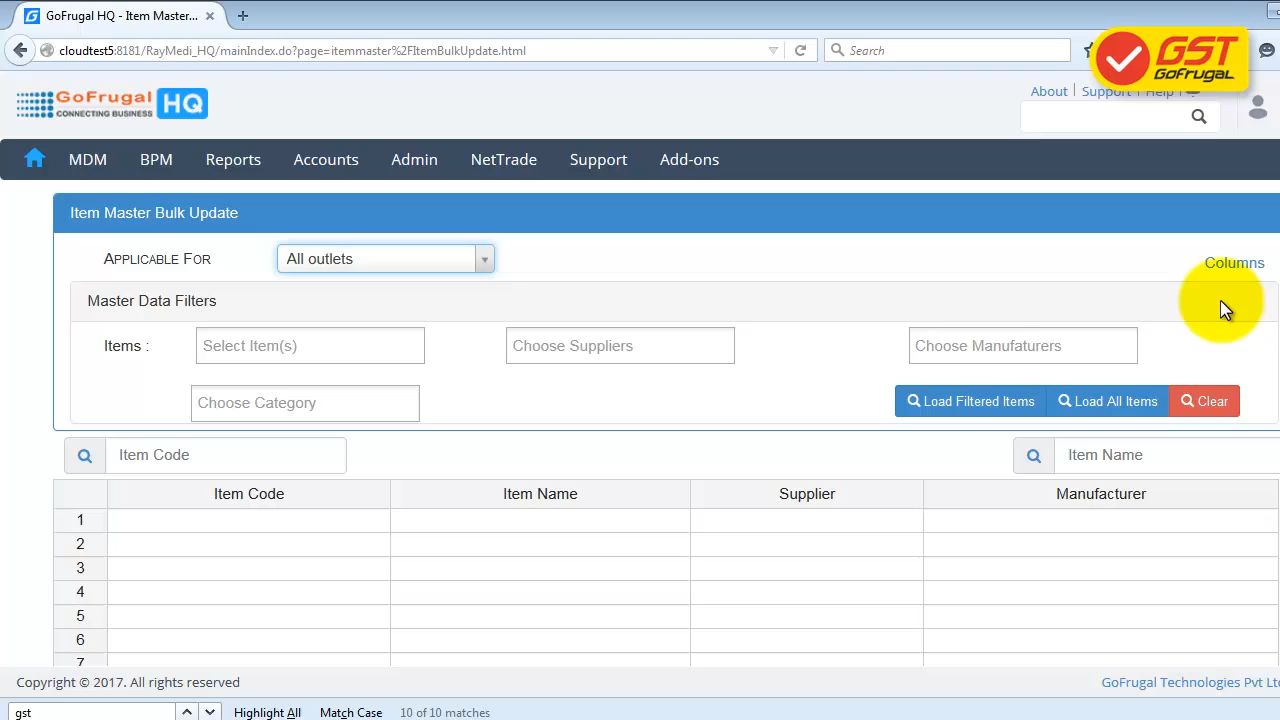 GoFrugal HQ - Item Master...
cloudtest5:8181/RayMedi_HQ/mainIndex.do?page=itemmaster%2FItemBulkUpdate.html
Search
GST
GoFrugal
GoFrugal HQ
CONNECTING BUSINESS
About Support Help
MDM BPM Reports Accounts Admin NetTrade Support Add-ons
Item Master Bulk Update
APPLICABLE FOR All outlets Columns
Master Data Filters
Items : Select Item(s) Choose Suppliers Choose Manufaturers
Choose Category Load Filtered Items Load All Items Clear
Item Code Item Name
Item Code Item Name Supplier Manufacturer
1
2
3
4
5
6
7
Copyright © 2017. All rights reserved GoFrugal Technologies Pvt Ltd
gst Highlight All Match Case 10 of 10 matches